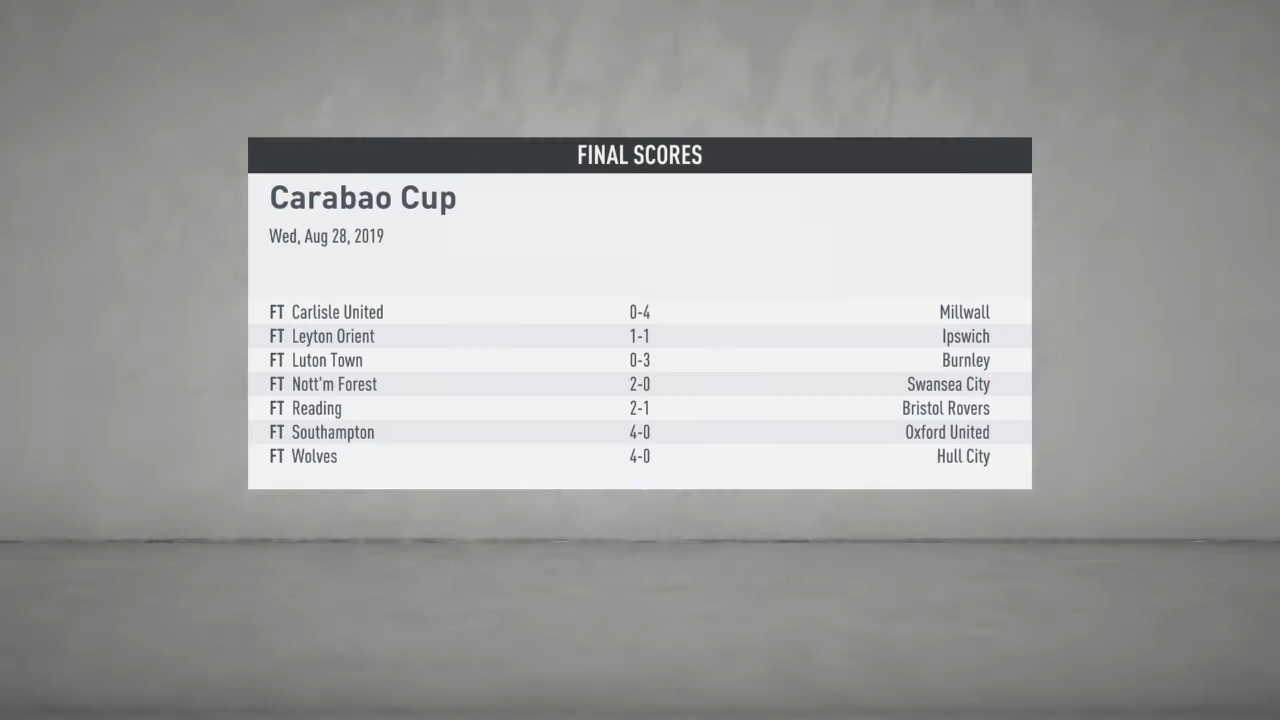 FINAL SCORES
Carabao Cup
Wed, Aug 28, 2019
FT Carlisle United 0-4 Millwall
FT Leyton Orient 1-1 Ipswich
FT Luton Town 0-3 Burnley
FT Nott'm Forest 2-0 Swansea City
FT Reading 2-1 Bristol Rovers
FT Southampton 4-0 Oxford United
FT Wolves 4-0 Hull City